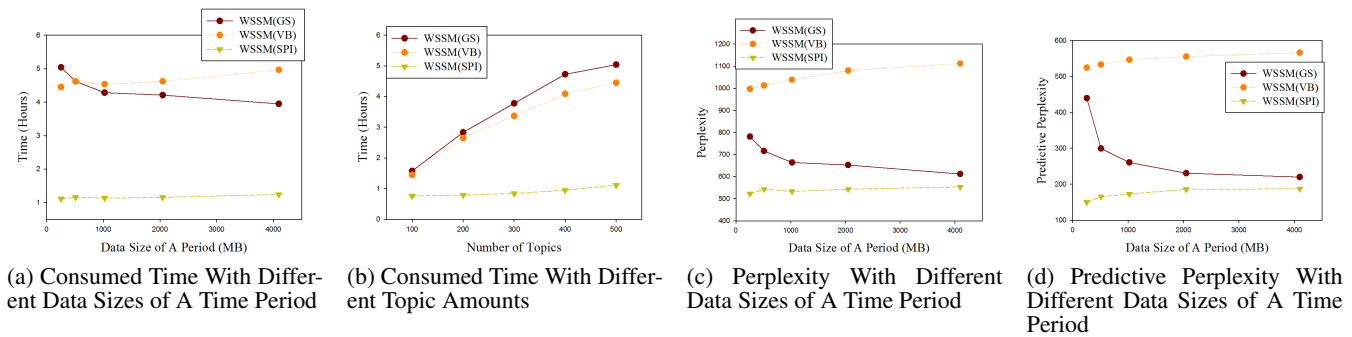 WSSM(GS)
WSSM(VB)
WSSM(SPI)
6
5
4
3
2
1
0 1000 2000 3000 4000
Time (Hours)
Data Size of A Period (MB)
(a) Consumed Time With Differ-
ent Data Sizes of A Time Period
WSSM(GS)
WSSM(VB)
WSSM(SPI)
6
5
4
3
2
1
0
100 200 300 400 500
Time (Hours)
Number of Topics
(b) Consumed Time With Differ-
ent Topic Amounts
WSSM(GS)
WSSM(VB)
WSSM(SPI)
1200
1100
1000
900
800
700
600
500
400
0 1000 2000 3000 4000
Perplexity
Data Size of A Period (MB)
(c) Perplexity With Different
Data Sizes of A Time Period
WSSM(GS)
WSSM(VB)
WSSM(SPI)
600
500
400
300
200
100
0 1000 2000 3000 4000
Predictive Perplexity
Data Size of A Period (MB)
(d) Predictive Perplexity With
Different Data Sizes of A Time
Period